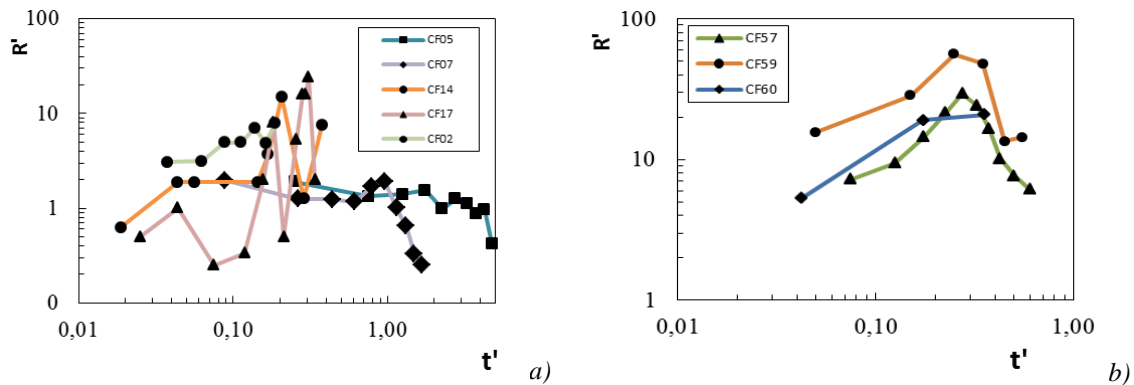 100
10
1
0
R'
0,01
0,10
1,00
t'
CF05
CF07
CF14
CF17
CF02
a)
100
10
1
R'
0,01
0,10
1,00
t'
CF57
CF59
CF60
b)